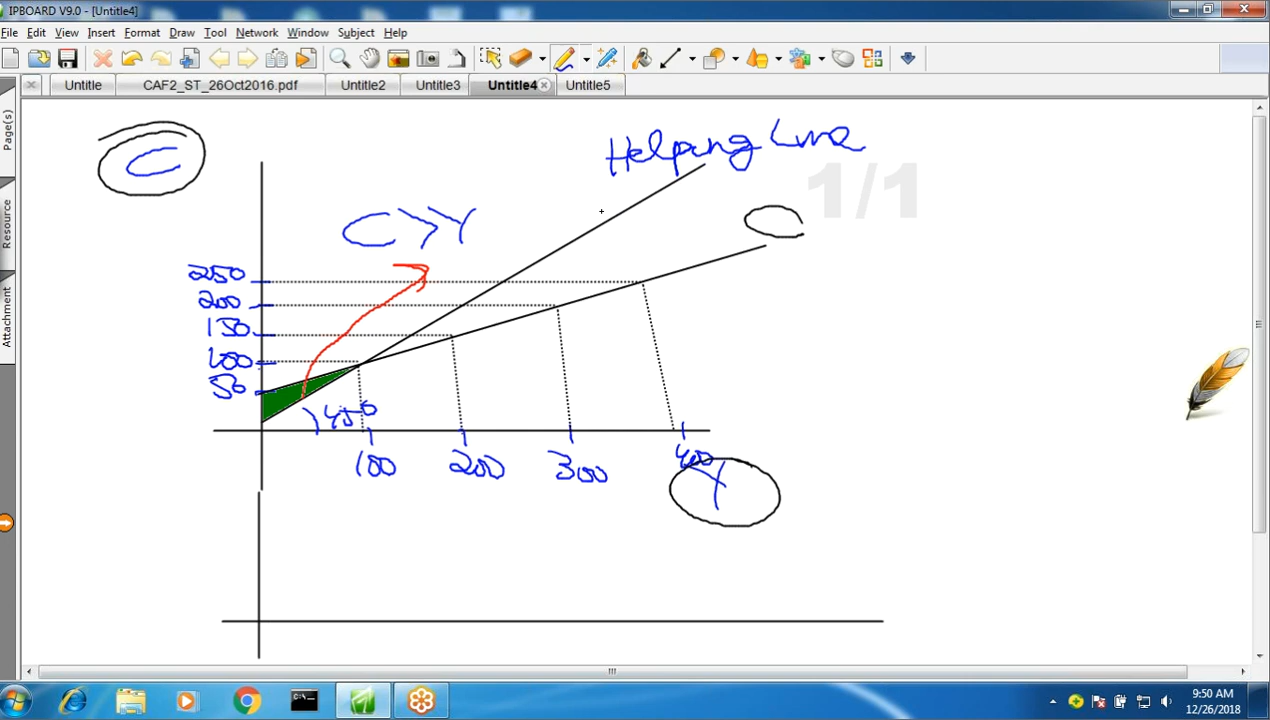 IPBOARD V9.0 - [Untitle4]
File Edit View Insert Format Draw Tool Network Window Subject Help
Untitle CAF2_ST_26Oct2016.pdf Untitle2 Untitle3 Untitle4 Untitle5
Page(s)
Resource
Attachment
1/1
C
Helping Line
C>Y
C
250
200
150
100
50
45°
100 200 300 400
Y
9:50 AM
12/26/2018